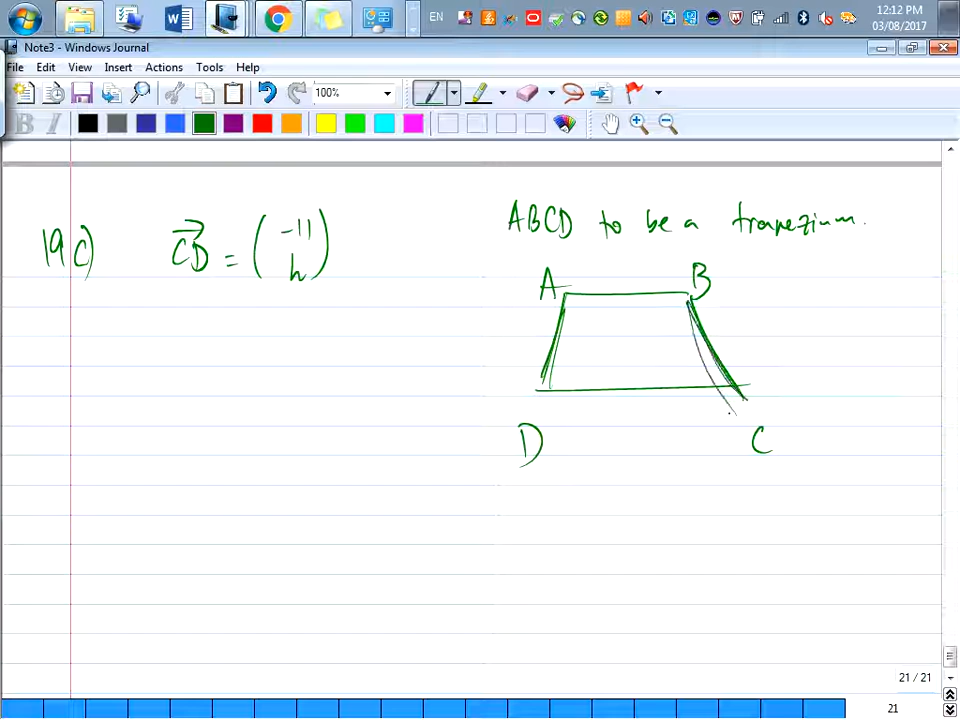 12:12 PM
EN
03/08/2017
Note3 - Windows Journal
File Edit View Insert Actions Tools Help
100%
B I
19c) CD = ( -11 h )
ABCD to be a trapezium.
A B
D C
21 / 21
21